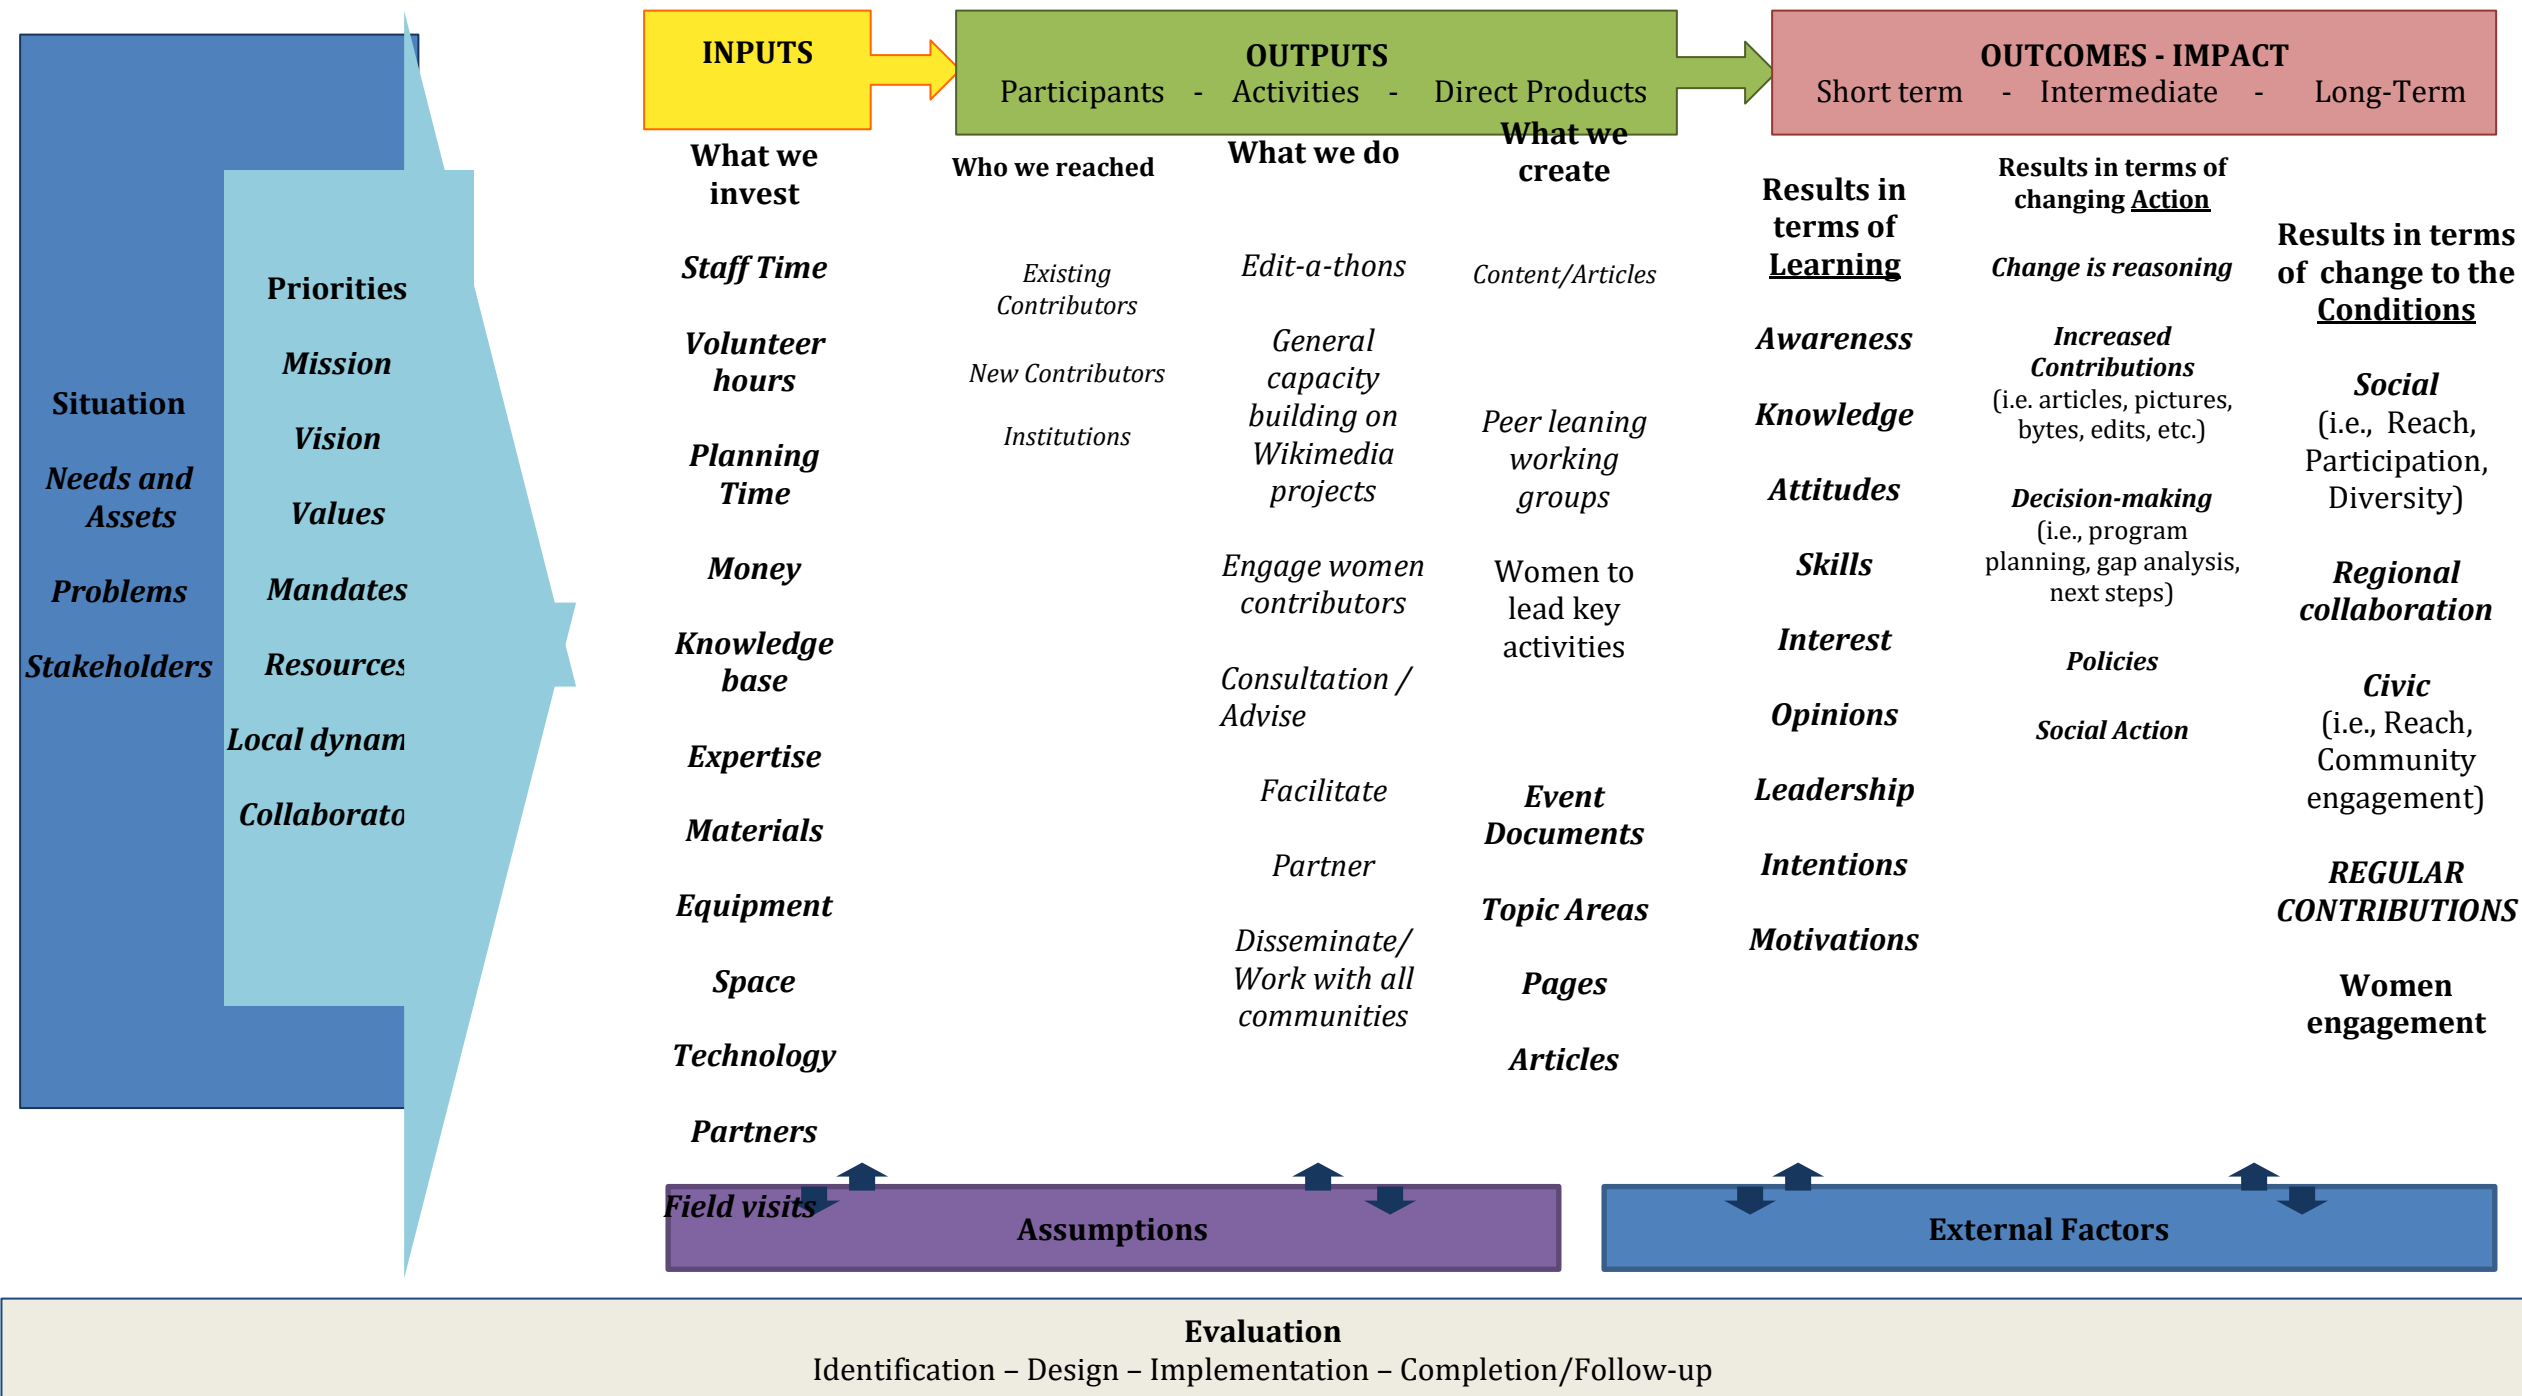 Situation
Needs and
Assets
Problems
Stakeholders
Priorities
Mission
Vision
Values
Mandates
Resources
Local dynam
Collaborato
INPUTS
What we
invest
Staff Time
Volunteer
hours
Planning
Time
Money
Knowledge
base
Expertise
Materials
Equipment
Space
Technology
Partners
Field visits
OUTPUTS
Participants - Activities - Direct Products
Who we reached
Existing
Contributors
New Contributors
Institutions
What we do
Edit-a-thons
General
capacity
building on
Wikimedia
projects
Engage women
contributors
Consultation /
Advise
Facilitate
Partner
Disseminate/
Work with all
communities
What we
create
Content/Articles
Peer leaning
working
groups
Women to
lead key
activities
Event
Documents
Topic Areas
Pages
Articles
OUTCOMES - IMPACT
Short term - Intermediate - Long-Term
Results in
terms of
Learning
Awareness
Knowledge
Attitudes
Skills
Interest
Opinions
Leadership
Intentions
Motivations
Results in terms of
changing Action
Change is reasoning
Increased
Contributions
(i.e. articles, pictures,
bytes, edits, etc.)
Decision-making
(i.e., program
planning, gap analysis,
next steps)
Policies
Social Action
Results in terms
of change to the
Conditions
Social
(i.e., Reach,
Participation,
Diversity)
Regional
collaboration
Civic
(i.e., Reach,
Community
engagement)
REGULAR
CONTRIBUTIONS
Women
engagement
Assumptions
External Factors
Evaluation
Identification – Design – Implementation – Completion/Follow-up